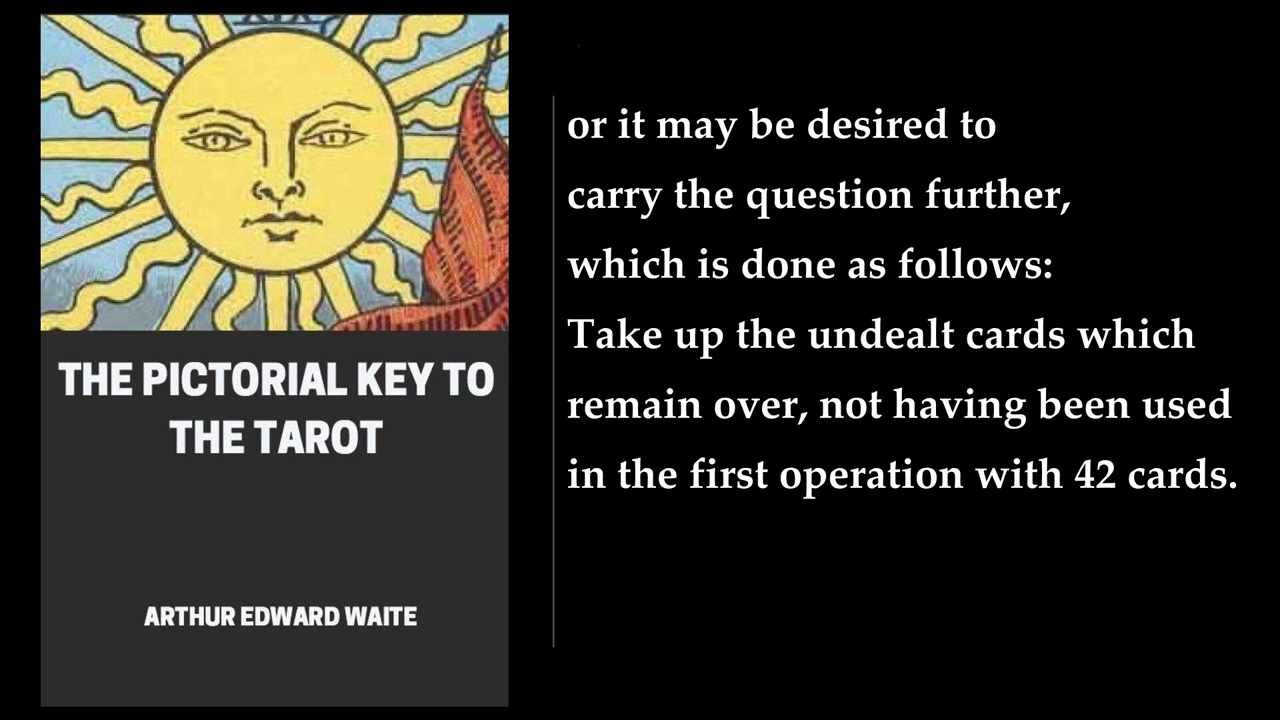 XIX
THE PICTORIAL KEY TO
THE TAROT
ARTHUR EDWARD WAITE
or it may be desired to
carry the question further,
which is done as follows:
Take up the undealt cards which
remain over, not having been used
in the first operation with 42 cards.